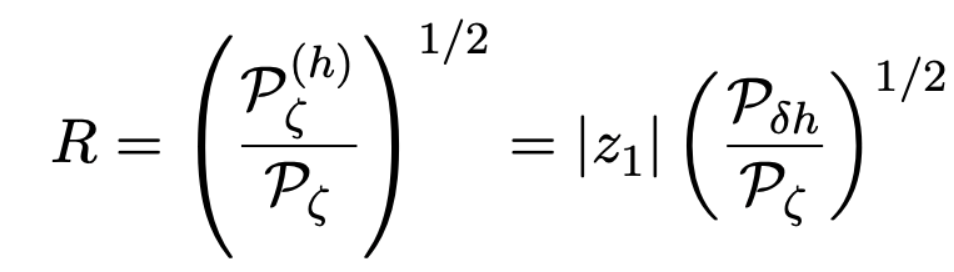 R = \left( \frac{\mathcal{P}_{\zeta}^{(h)}}{\mathcal{P}_{\zeta}} \right)^{1/2} = |z_1| \left( \frac{\mathcal{P}_{\delta h}}{\mathcal{P}_{\zeta}} \right)^{1/2}